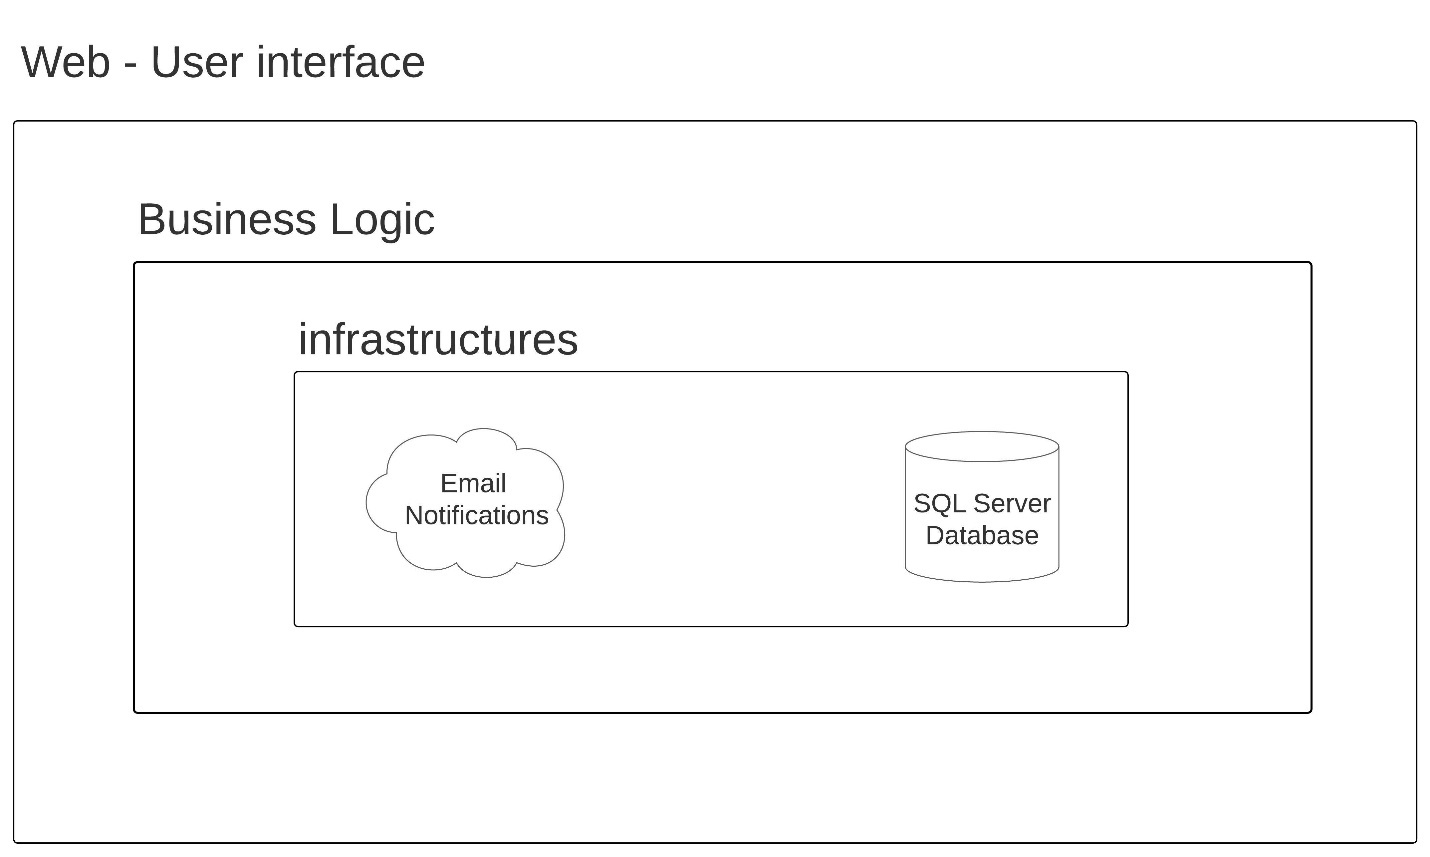 Web - User interface
Business Logic
infrastructures
Email
Notifications
SQL Server
Database